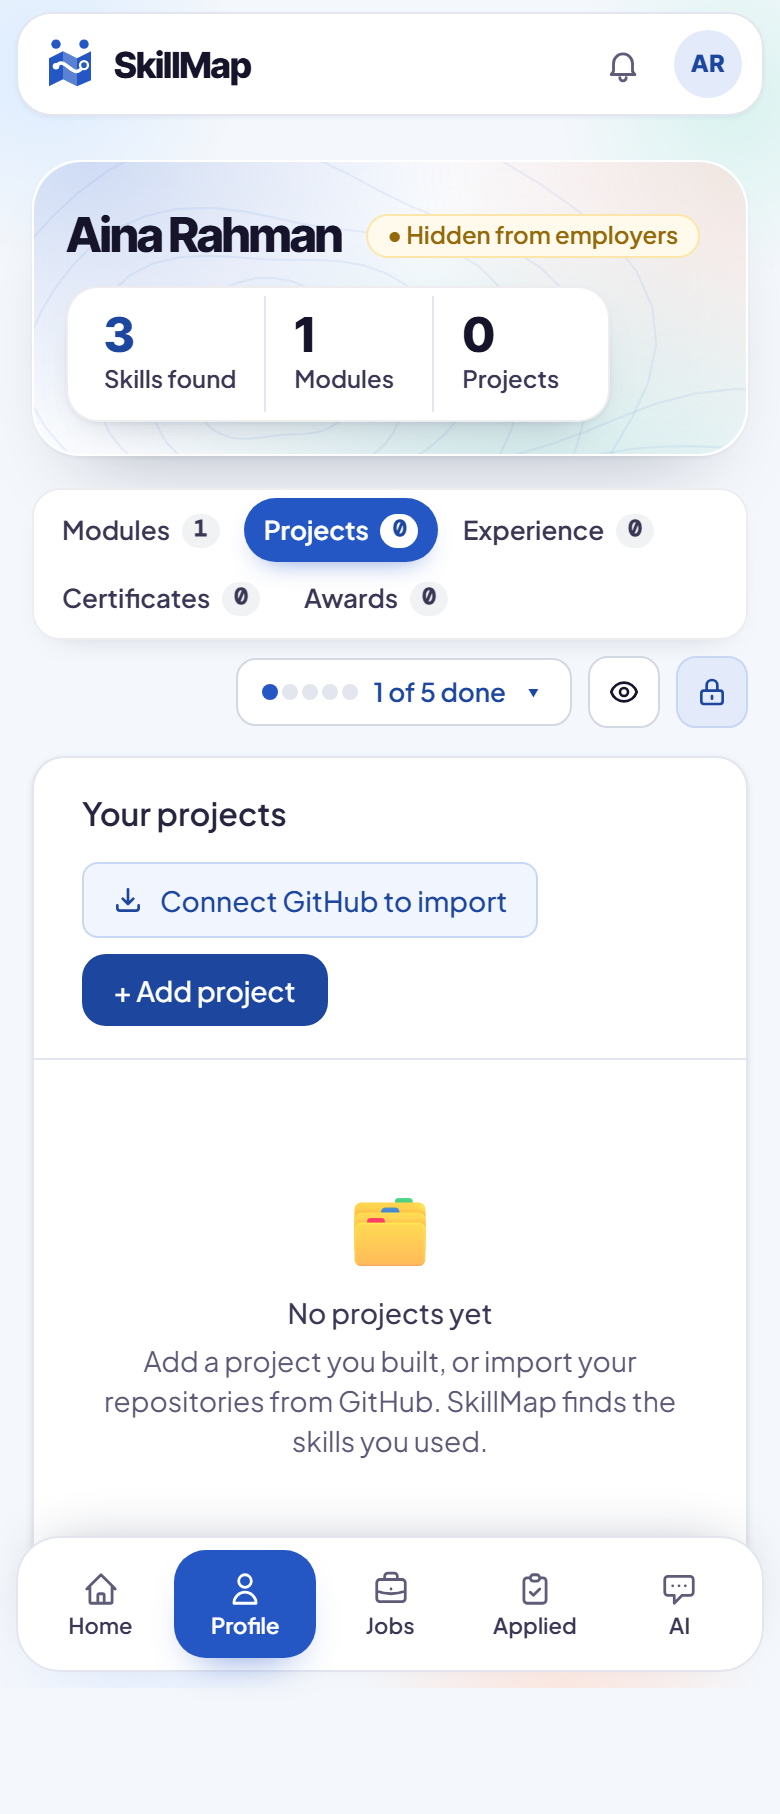 SkillMap
AR
Aina Rahman
● Hidden from employers
3
Skills found
1
Modules
0
Projects
Modules 1
Projects 0
Experience 0
Certificates 0
Awards 0
1 of 5 done ▼
Your projects
Connect GitHub to import
+ Add project
No projects yet
Add a project you built, or import your
repositories from GitHub. SkillMap finds the
skills you used.
Home
Profile
Jobs
Applied
AI